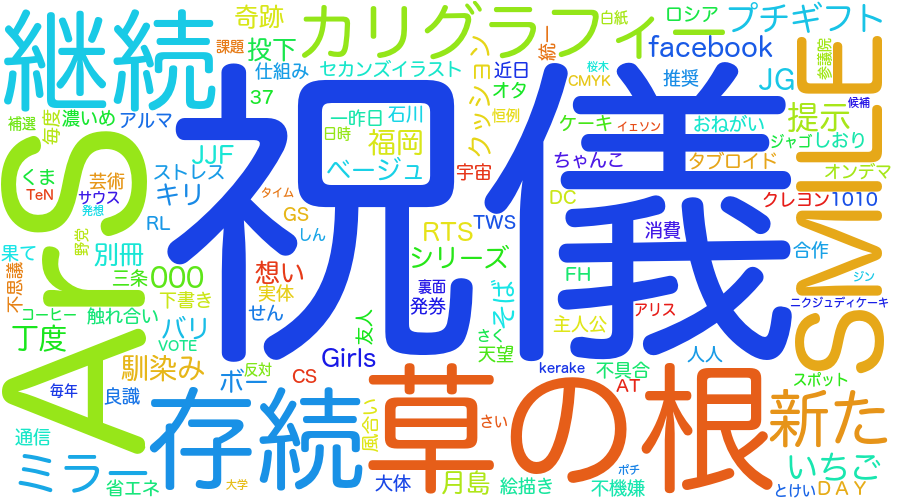 継続
奇跡
課題
投下
カリグラフィー
白紙
ロシア
プチギフト
統一
facebook
JG
参議院
SMILE
仕組み
セカンズイラスト
クッション
近日
オタ
桜木
CMYK
推奨
候補
37
補選
毎度
濃いめ
アルマ
祝儀
一昨日
石川
日時
福岡
ベージュ
恒例
ケーキ
イェソン
おねがい
提示
ジャゴ
しおり
ArS
JJF
くま
TeN
芸術
サウス
発想
ストレス
キリ
タイム
宇宙
ちゃんこ
タブロイド
オンデマ
DC
クレヨン
1010
RL
GS
しん
RTS
TWS
消費
合作
野党
果て
別冊
三条
000
想い
シリーズ
FH
ジン
不思議
下書き
実体
裏面
発券
そば
アリス
ニクジュディケーキ
コーヒー
触れ合い
せん
友人
主人公
丁度
バリ
VOTE
Girls
さく
天望
人人
馴染み
ボー
反対
CS
kerake
不具合
AT
スポット
毎年
良識
存続
風合い
草の根
さい
新た
通信
ミラー
省エネ
大学
大体
月島
絵描き
不機嫌
ポチ
いちご
とけい
DAY